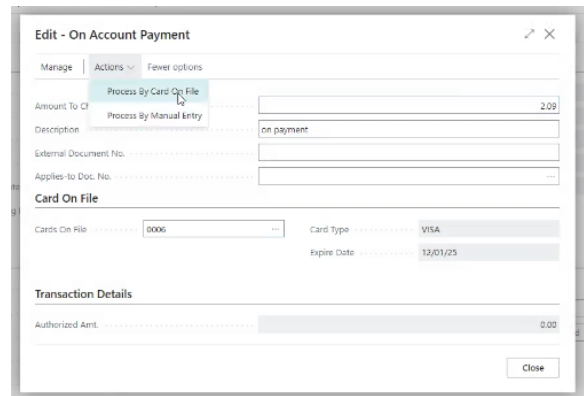 Edit - On Account Payment
Manage Actions Fewer options
Process By Card On File
Amount To Ch 2.09
Process By Manual Entry
Description on payment
External Document No.
Applies-to Doc. No.
Card On File
Cards On File 0006 Card Type VISA
Expire Date 12/01/25
Transaction Details
Authorized Amt. 0.00
Close